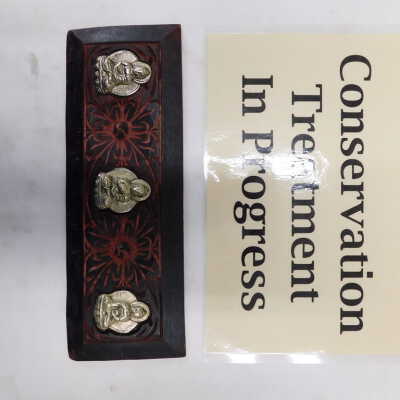 Conservation
Treatment
In Progress